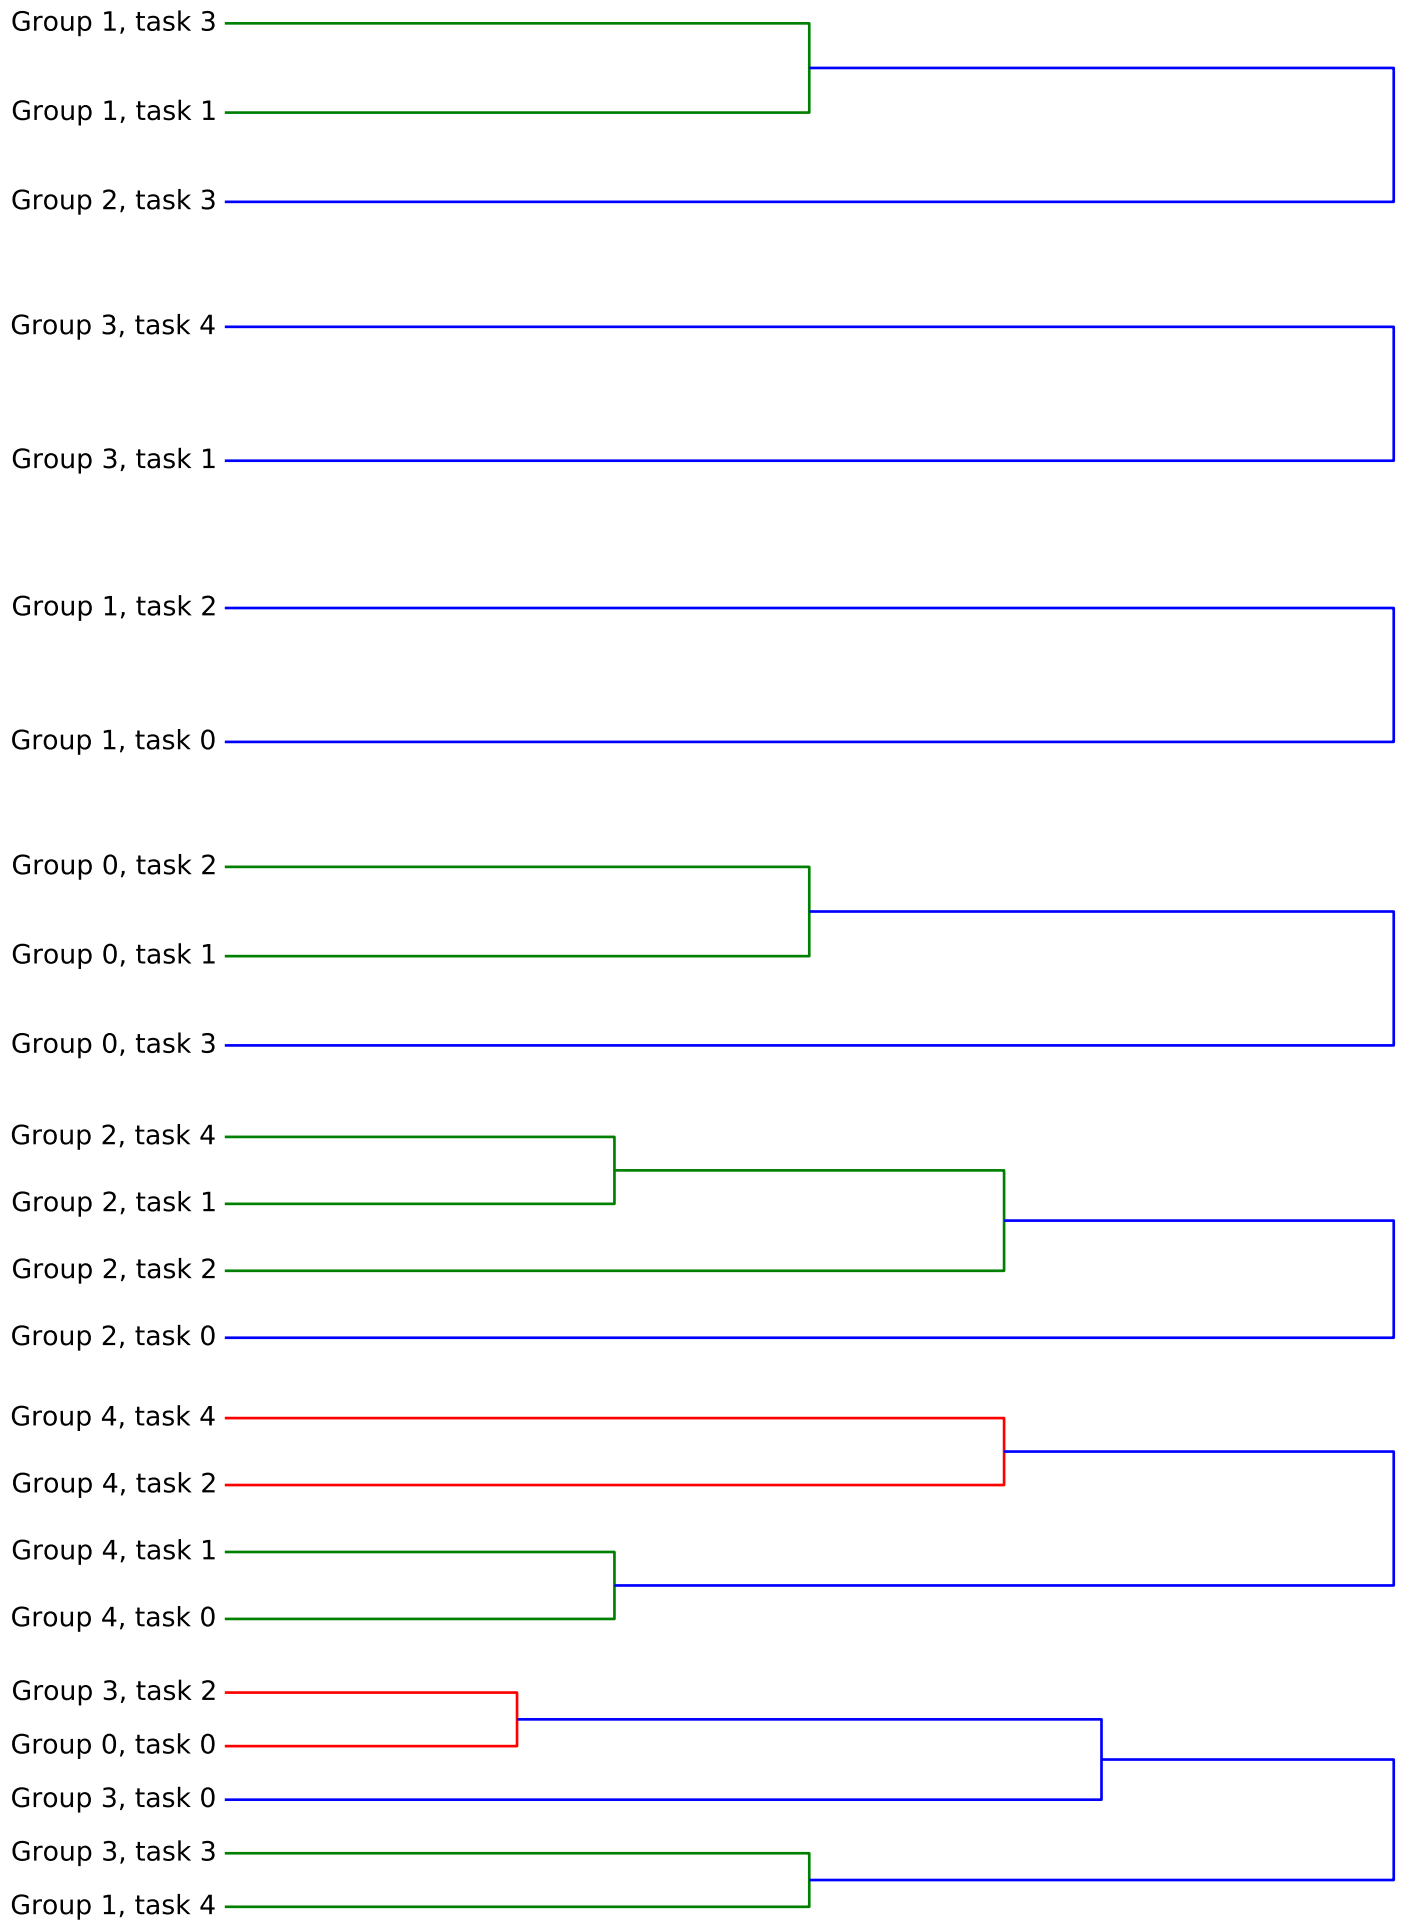 Group 1, task 3
Group 1, task 1
Group 2, task 3
Group 3, task 4
Group 3, task 1
Group 1, task 2
Group 1, task 0
Group 0, task 2
Group 0, task 1
Group 0, task 3
Group 2, task 4
Group 2, task 1
Group 2, task 2
Group 2, task 0
Group 4, task 4
Group 4, task 2
Group 4, task 1
Group 4, task 0
Group 3, task 2
Group 0, task 0
Group 3, task 0
Group 3, task 3
Group 1, task 4